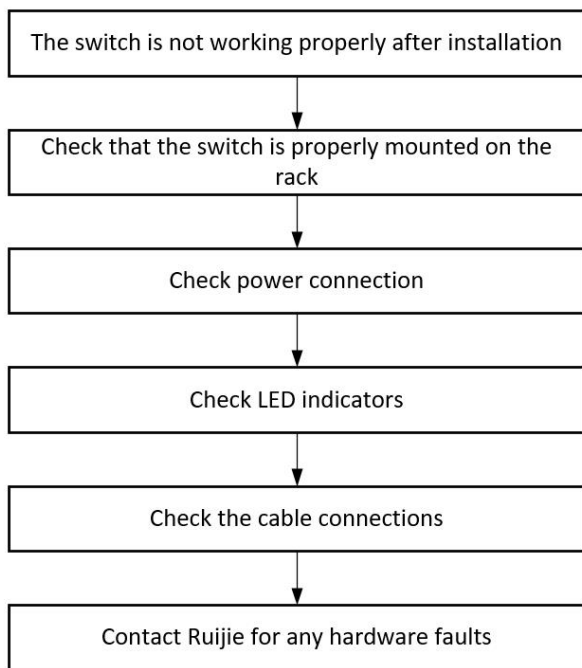 The switch is not working properly after installation
Check that the switch is properly mounted on the
rack
Check power connection
Check LED indicators
Check the cable connections
Contact Ruijie for any hardware faults